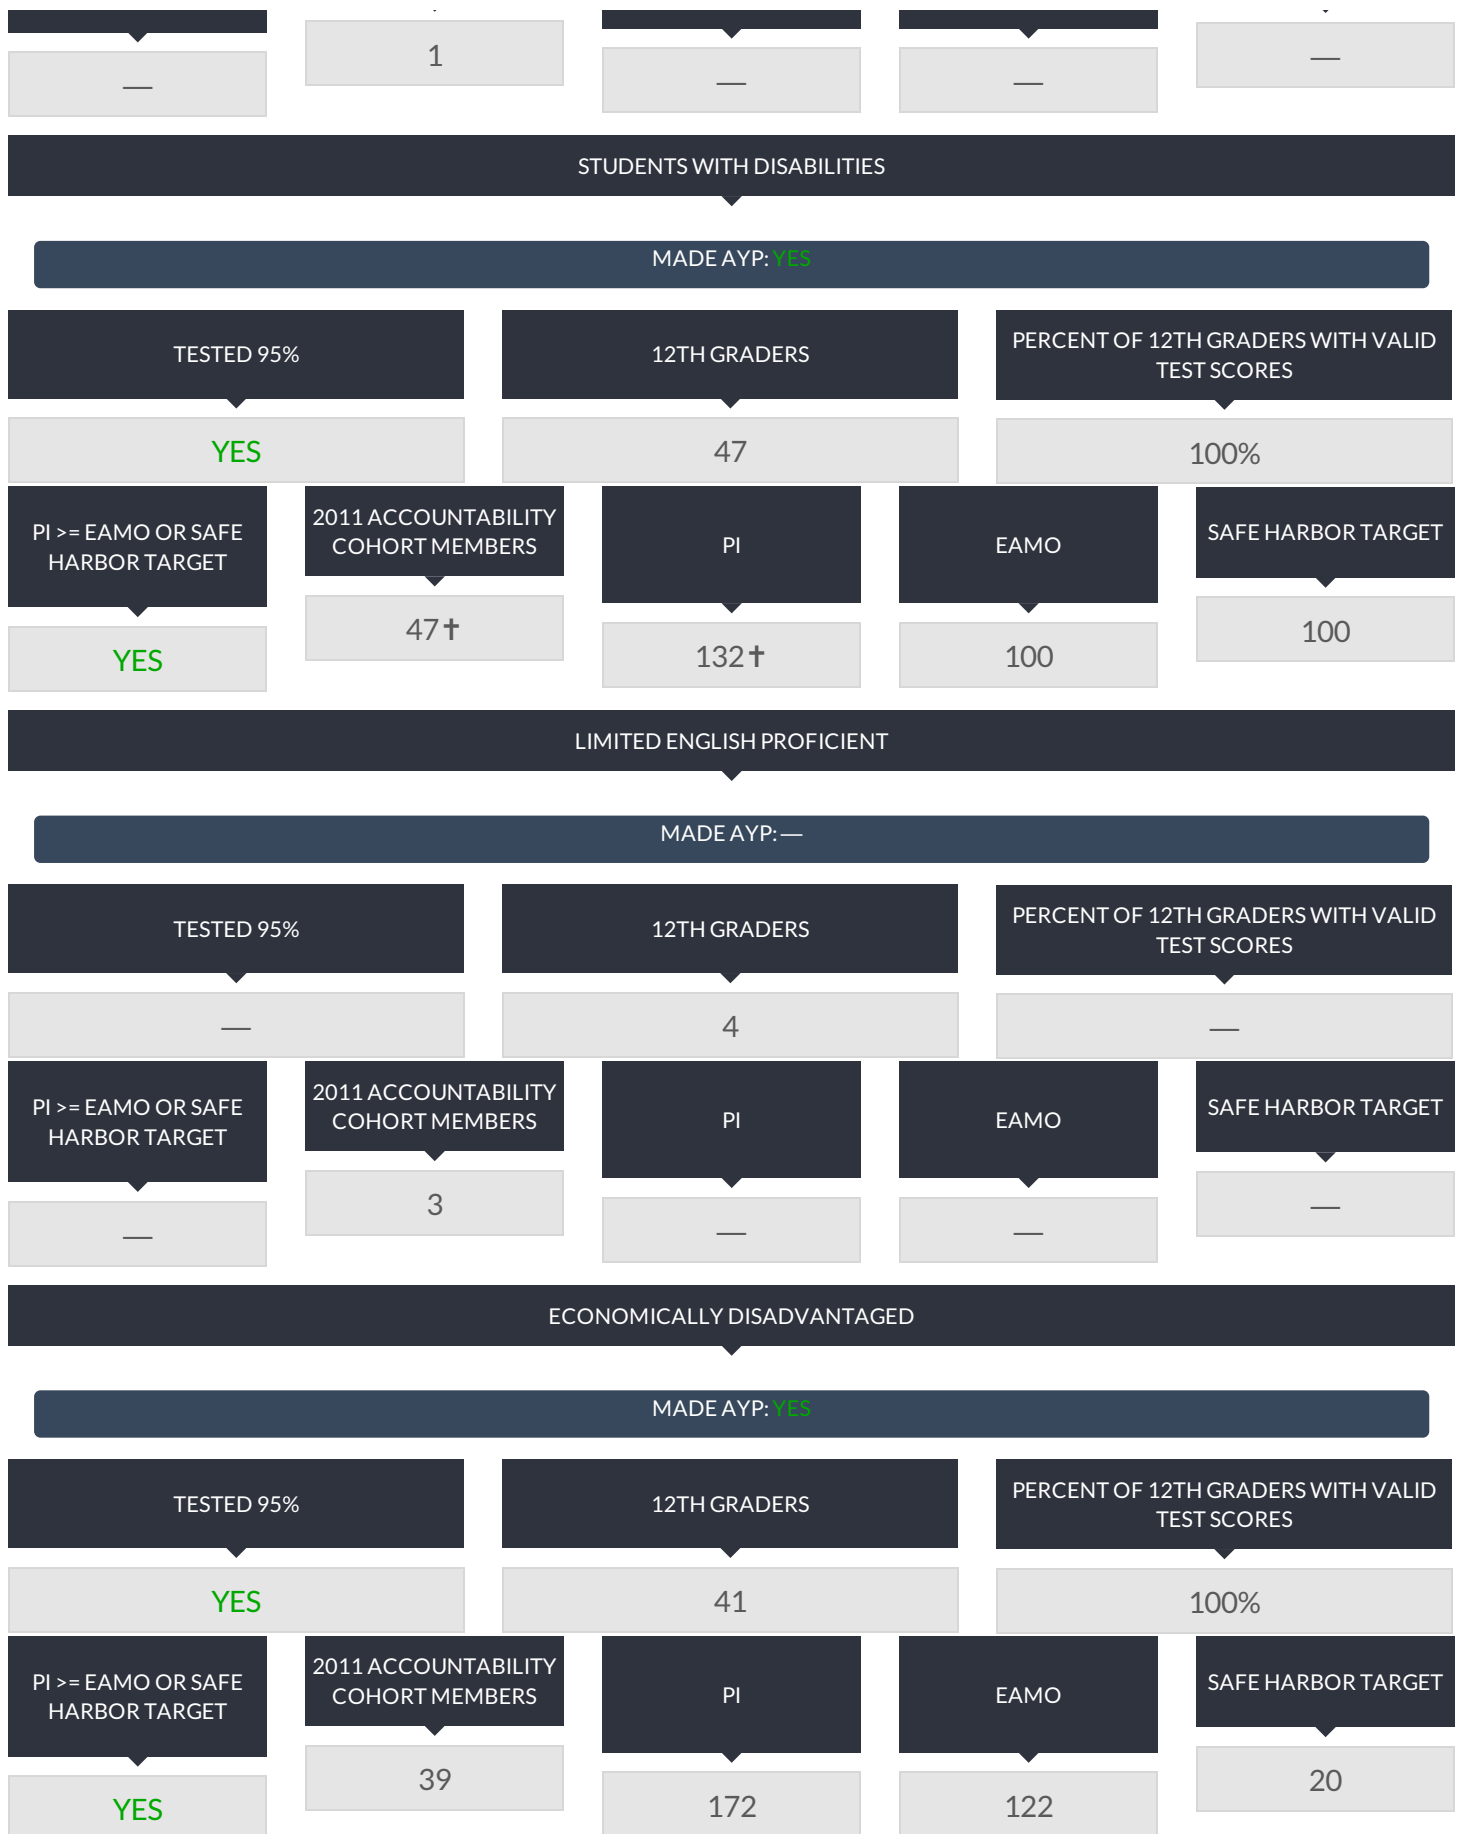 —
1
—
—
—
STUDENTS WITH DISABILITIES
MADE AYP: YES
TESTED 95%
YES
12TH GRADERS
47
PERCENT OF 12TH GRADERS WITH VALID
TEST SCORES
100%
PI >= EAMO OR SAFE
HARBOR TARGET
YES
2011 ACCOUNTABILITY
COHORT MEMBERS
47✝
PI
132✝
EAMO
100
SAFE HARBOR TARGET
100
LIMITED ENGLISH PROFICIENT
MADE AYP: —
TESTED 95%
—
12TH GRADERS
4
PERCENT OF 12TH GRADERS WITH VALID
TEST SCORES
—
PI >= EAMO OR SAFE
HARBOR TARGET
—
2011 ACCOUNTABILITY
COHORT MEMBERS
3
PI
—
EAMO
—
SAFE HARBOR TARGET
—
ECONOMICALLY DISADVANTAGED
MADE AYP: YES
TESTED 95%
YES
12TH GRADERS
41
PERCENT OF 12TH GRADERS WITH VALID
TEST SCORES
100%
PI >= EAMO OR SAFE
HARBOR TARGET
YES
2011 ACCOUNTABILITY
COHORT MEMBERS
39
PI
172
EAMO
122
SAFE HARBOR TARGET
20